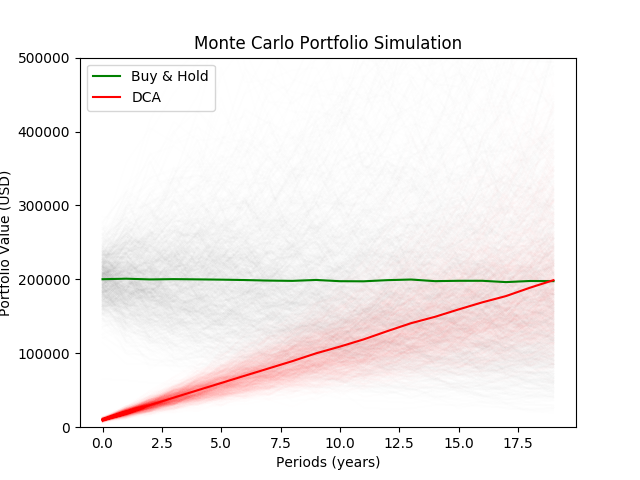 Monte Carlo Portfolio Simulation
Buy & Hold
DCA
Portfolio Value (USD)
500000
400000
300000
200000
100000
0
0.0 2.5 5.0 7.5 10.0 12.5 15.0 17.5
Periods (years)